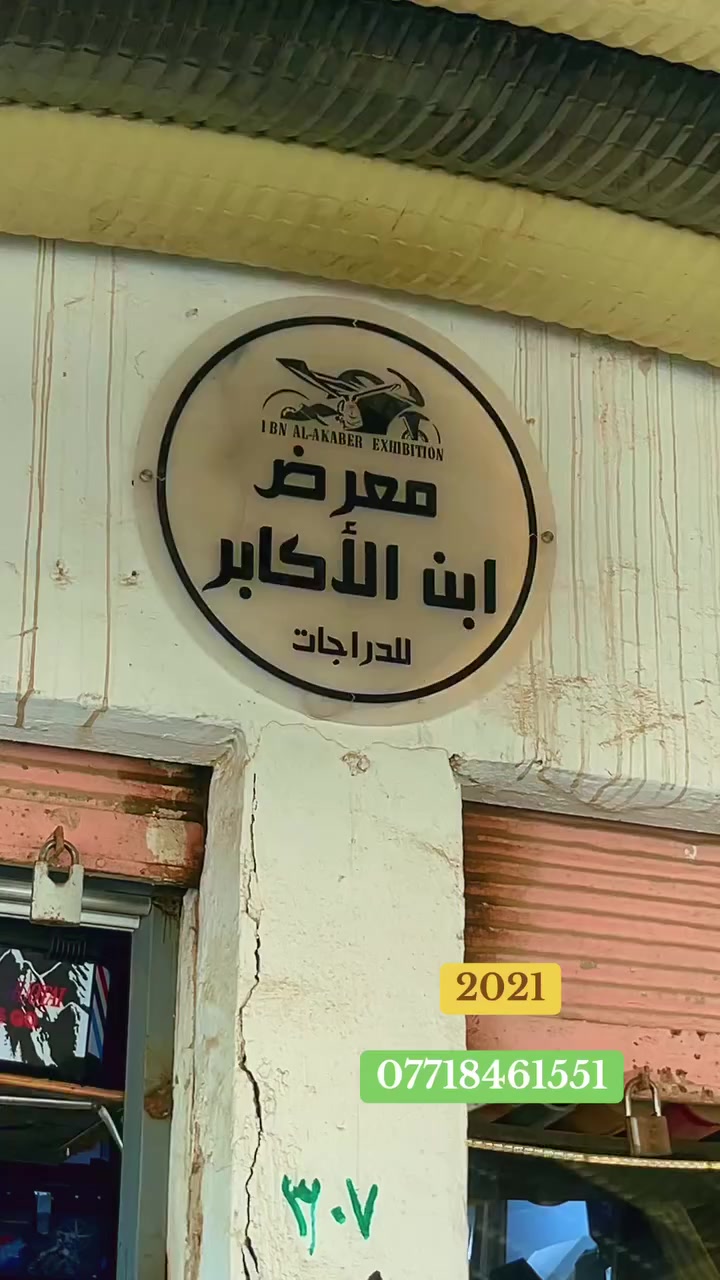 IBN AL-AKABER EXHIBITION
معرض
ابن الأكابر
للدراجات
2021
07718461551
٣٠٧